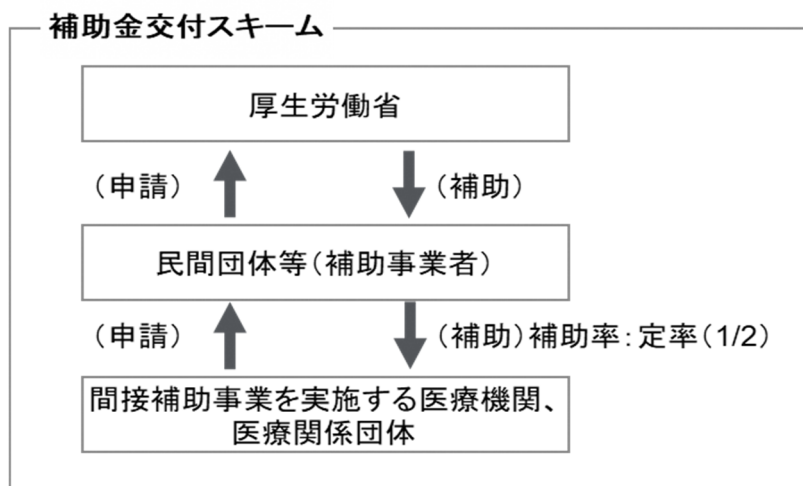 補助金交付スキーム
厚生労働省
（申請）
（補助）
民間団体等（補助事業者）
（申請）
（補助）補助率：定率（1/2）
間接補助事業を実施する医療機関、
医療関係団体